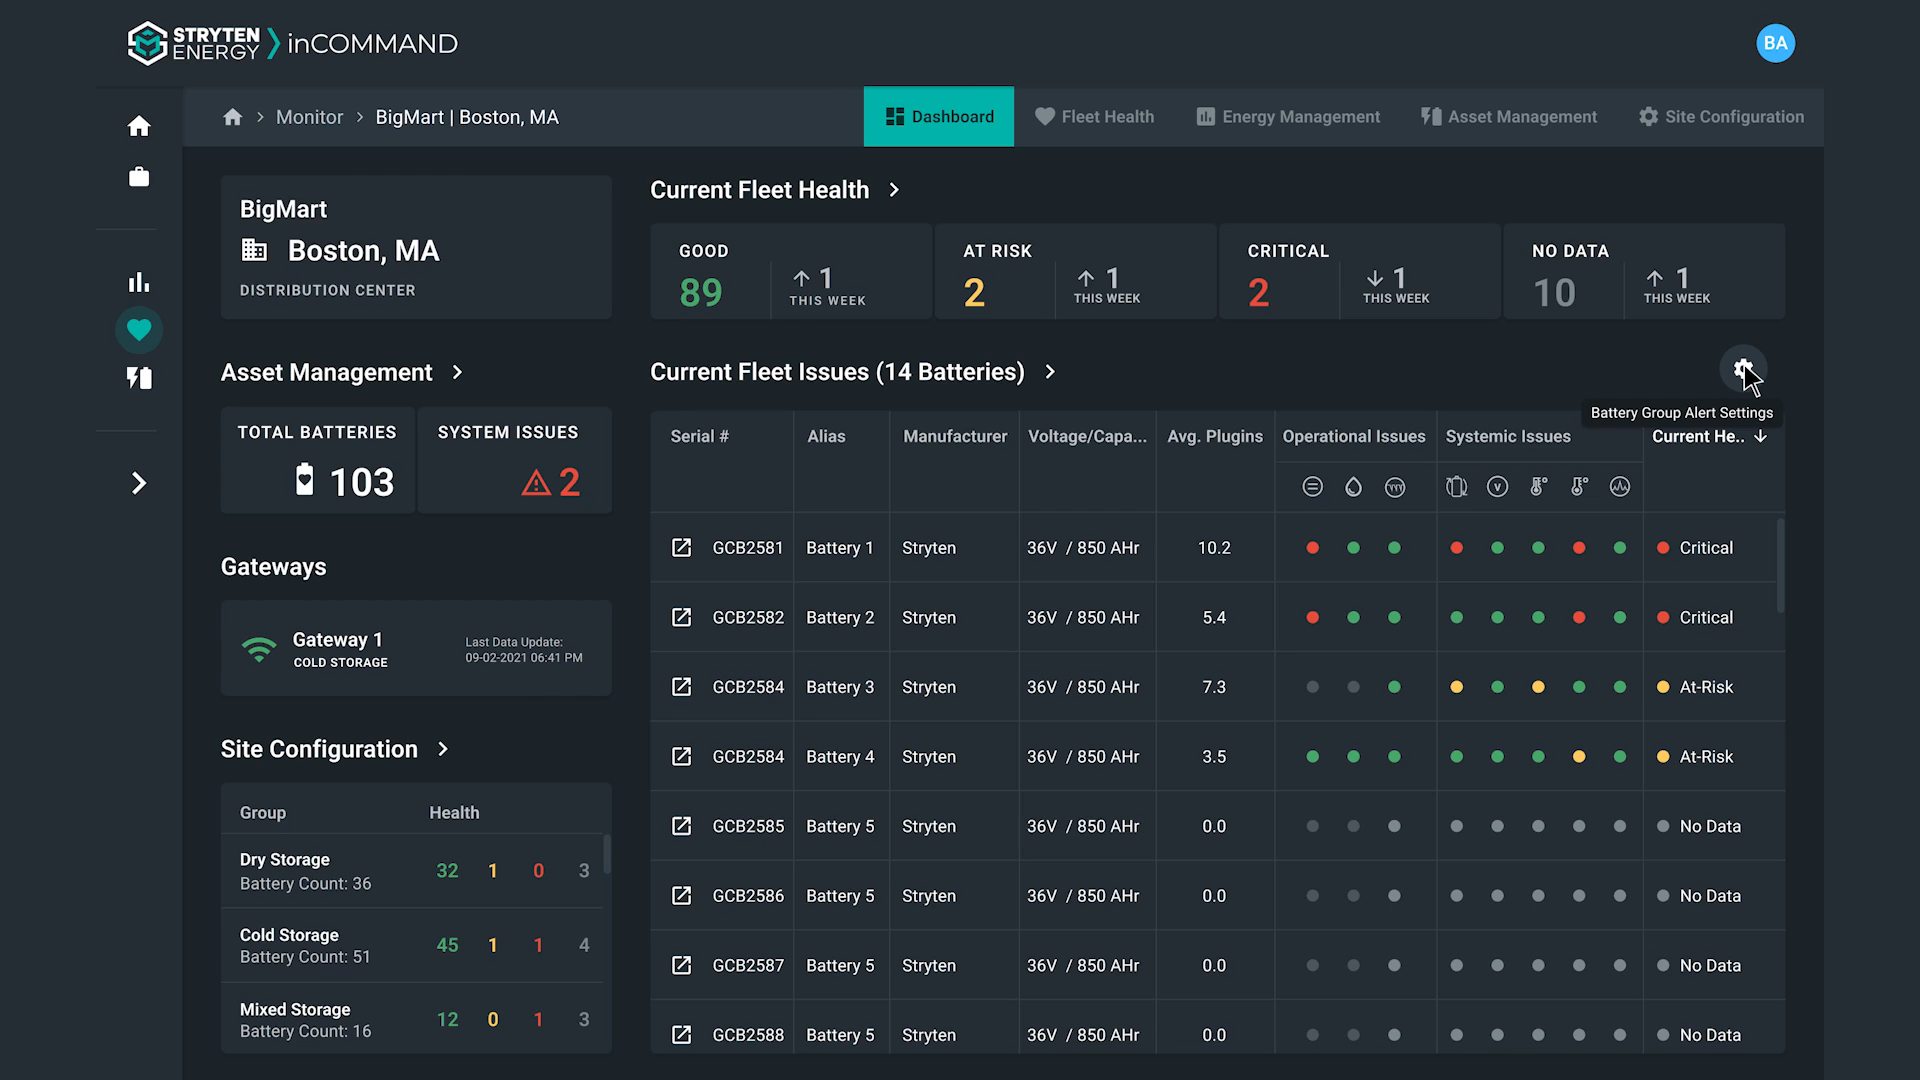 STRYTEN
ENERGY
inCOMMAND
BA
Monitor > BigMart | Boston, MA
Dashboard
Fleet Health
Energy Management
Asset Management
Site Configuration
BigMart
Boston, MA
DISTRIBUTION CENTER
Current Fleet Health
GOOD
89
1
THIS WEEK
AT RISK
2
1
THIS WEEK
CRITICAL
2
1
THIS WEEK
NO DATA
10
1
THIS WEEK
Asset Management
TOTAL BATTERIES
103
SYSTEM ISSUES
2
Gateways
Gateway 1
COLD STORAGE
Last Data Update:
09-02-2021 06:41 PM
Site Configuration
Group Health
Dry Storage
Battery Count: 36
32 1 0 3
Cold Storage
Battery Count: 51
45 1 1 4
Mixed Storage
Battery Count: 16
12 0 1 3
Current Fleet Issues (14 Batteries)
Battery Group Alert Settings
Serial # Alias Manufacturer Voltage/Capa... Avg. Plugins Operational Issues Systemic Issues Current He..
V
GCB2581 Battery 1 Stryten 36V / 850 AHr 10.2 Critical
GCB2582 Battery 2 Stryten 36V / 850 AHr 5.4 Critical
GCB2584 Battery 3 Stryten 36V / 850 AHr 7.3 At-Risk
GCB2584 Battery 4 Stryten 36V / 850 AHr 3.5 At-Risk
GCB2585 Battery 5 Stryten 36V / 850 AHr 0.0 No Data
GCB2586 Battery 5 Stryten 36V / 850 AHr 0.0 No Data
GCB2587 Battery 5 Stryten 36V / 850 AHr 0.0 No Data
GCB2588 Battery 5 Stryten 36V / 850 AHr 0.0 No Data